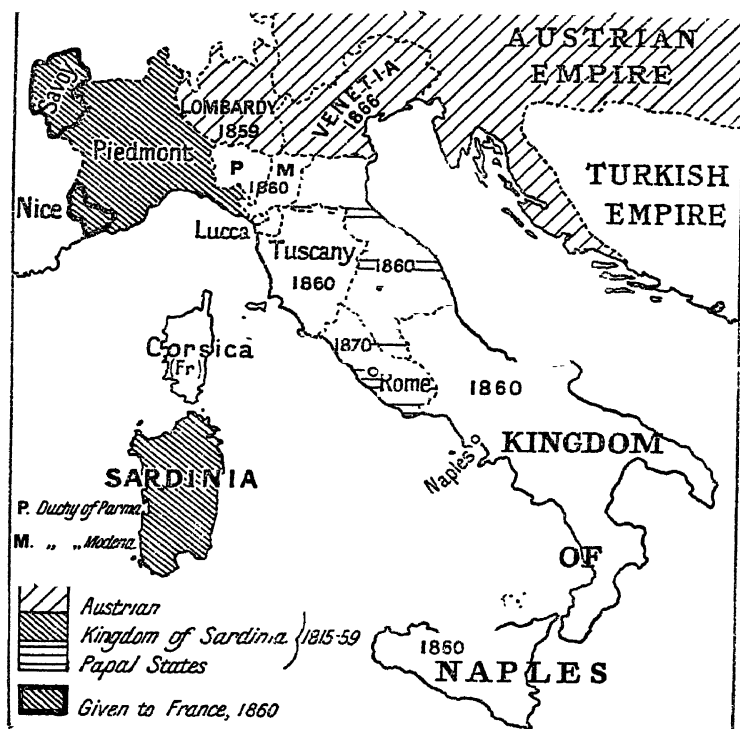 AUSTRIAN
EMPIRE
Savoy
LOMBARDY
1859
VENETIA
1866
Piedmont
P
M
1860
TURKISH
EMPIRE
Nice
Lucca
Tuscany
1860
1860
Corsica
(Fr)
1870
Rome
1860
KINGDOM
Naples
SARDINIA
P. Duchy of Parma
M. „ „ Modena
OF
Austrian
Kingdom of Sardinia
Papal States
1815-59
1860
NAPLES
Given to France, 1860